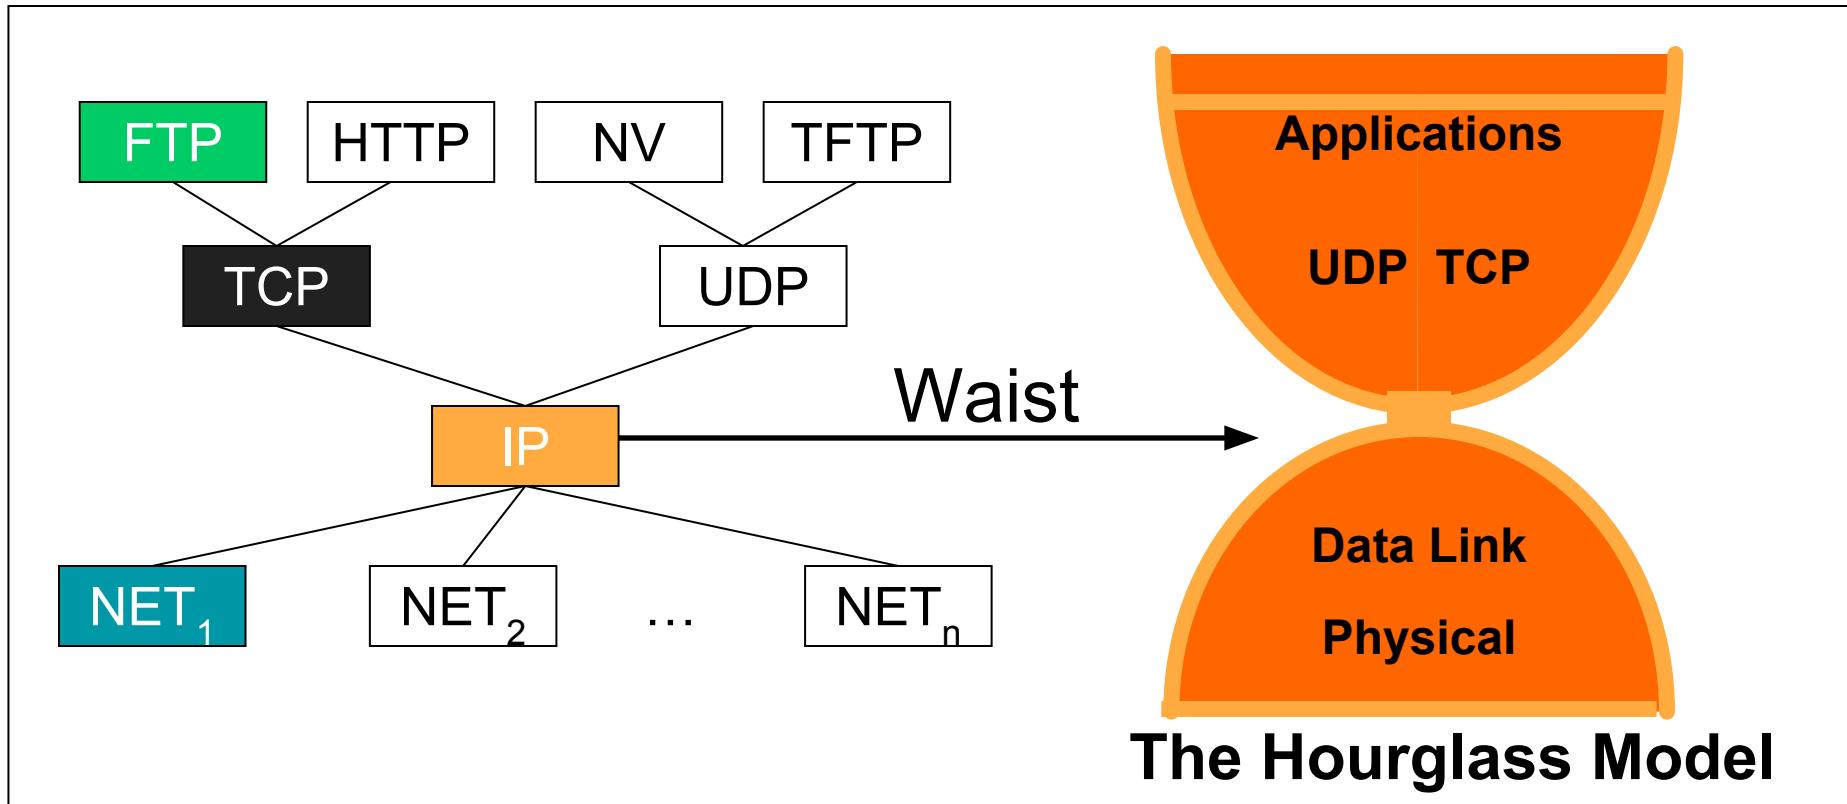 FTP HTTP NV TFTP
TCP UDP
IP
NET1 NET2 … NETn
Waist
Applications
UDP TCP
Data Link
Physical
The Hourglass Model